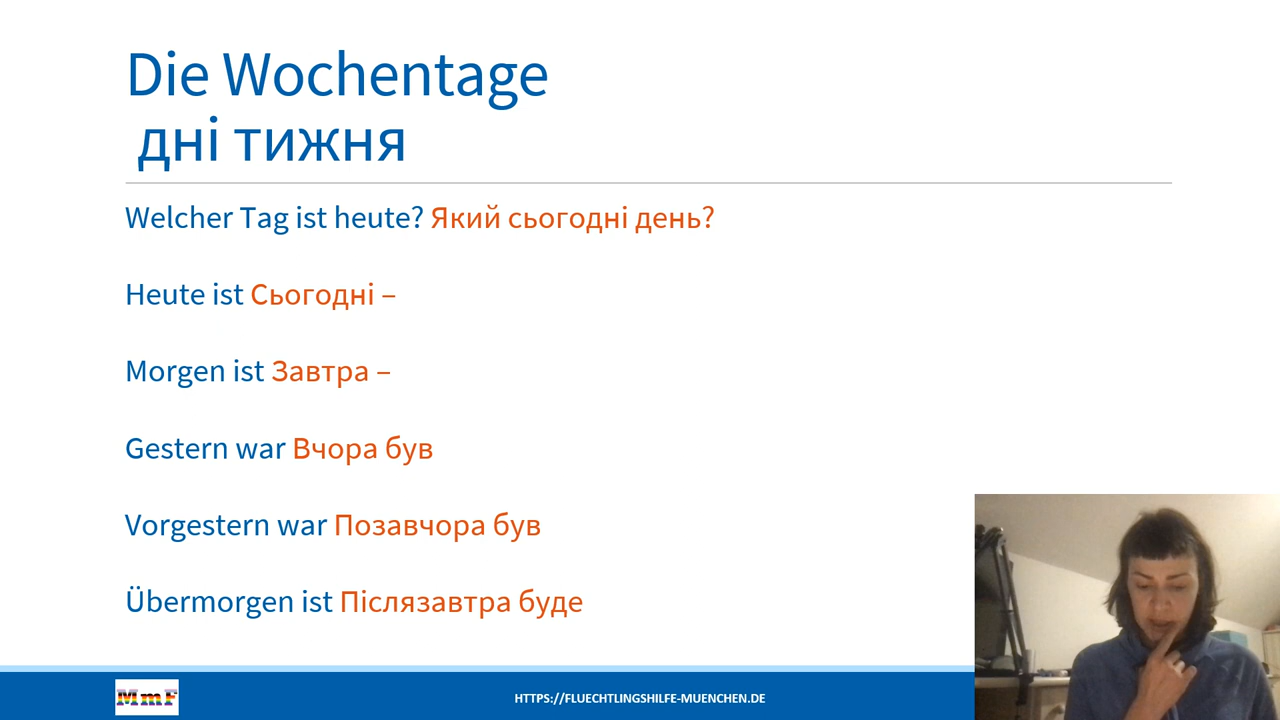 Die Wochentage
дні тижня
Welcher Tag ist heute? Який сьогодні день?
Heute ist Сьогодні –
Morgen ist Завтра –
Gestern war Вчора був
Vorgestern war Позавчора був
Übermorgen ist Післязавтра буде
MmF
HTTPS://FLUECHTLINGSHILFE-MUENCHEN.DE